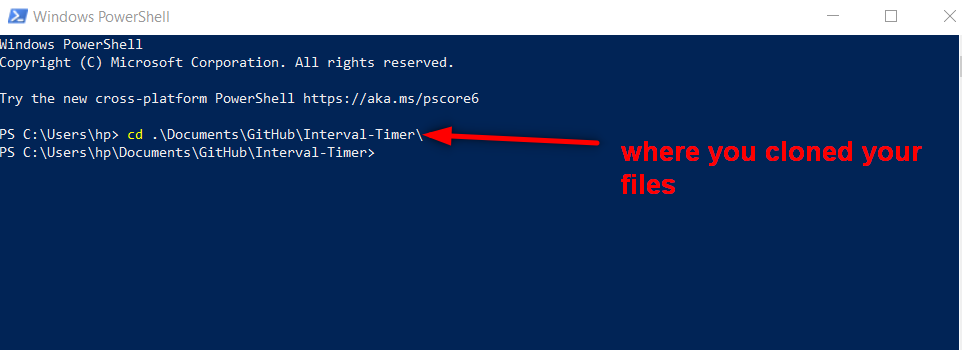 Windows PowerShell
Windows PowerShell
Copyright (C) Microsoft Corporation. All rights reserved.
Try the new cross-platform PowerShell https://aka.ms/pscore6
PS C:\Users\hp> cd .\Documents\GitHub\Interval-Timer\
PS C:\Users\hp\Documents\GitHub\Interval-Timer>
where you cloned your
files